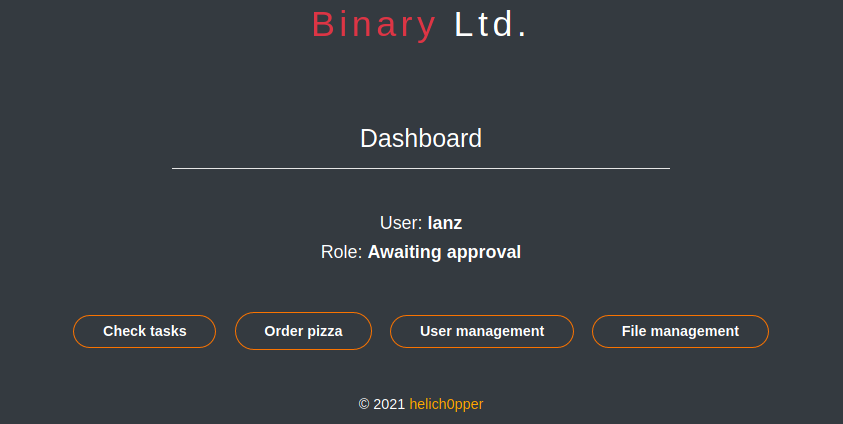 Binary Ltd.
Dashboard
User: lanz
Role: Awaiting approval
Check tasks Order pizza User management File management
© 2021 helich0pper